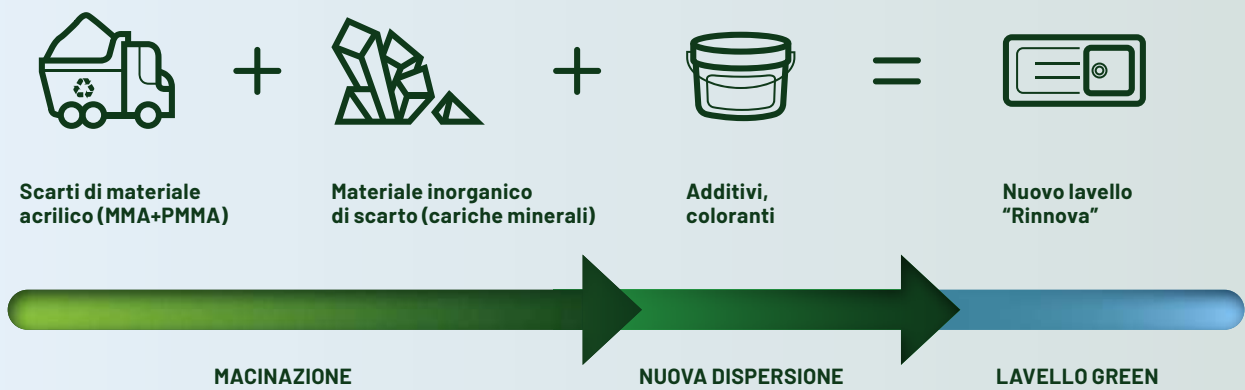 Scarti di materiale
acrilico (MMA+PMMA)
Materiale inorganico
di scarto (cariche minerali)
Additivi,
coloranti
Nuovo lavello
“Rinnova”
MACINAZIONE
NUOVA DISPERSIONE
LAVELLO GREEN